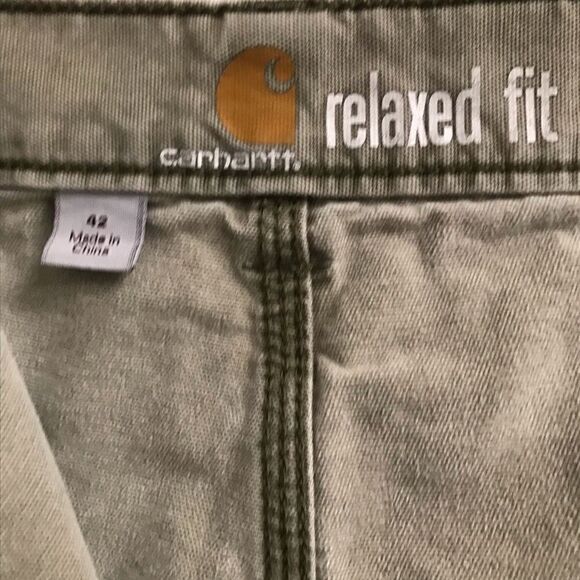 relaxed fit
carhartt.
42
Made in
China